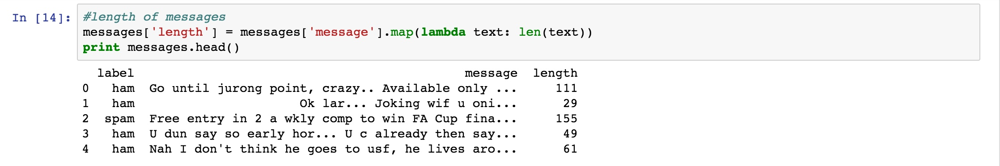 In [14]: #length of messages
messages['length'] = messages['message'].map(lambda text: len(text))
print messages.head()
label message length
0 ham Go until jurong point, crazy.. Available only ... 111
1 ham Ok lar... Joking wif u oni... 29
2 spam Free entry in 2 a wkly comp to win FA Cup fina... 155
3 ham U dun say so early hor... U c already then say... 49
4 ham Nah I don't think he goes to usf, he lives aro... 61